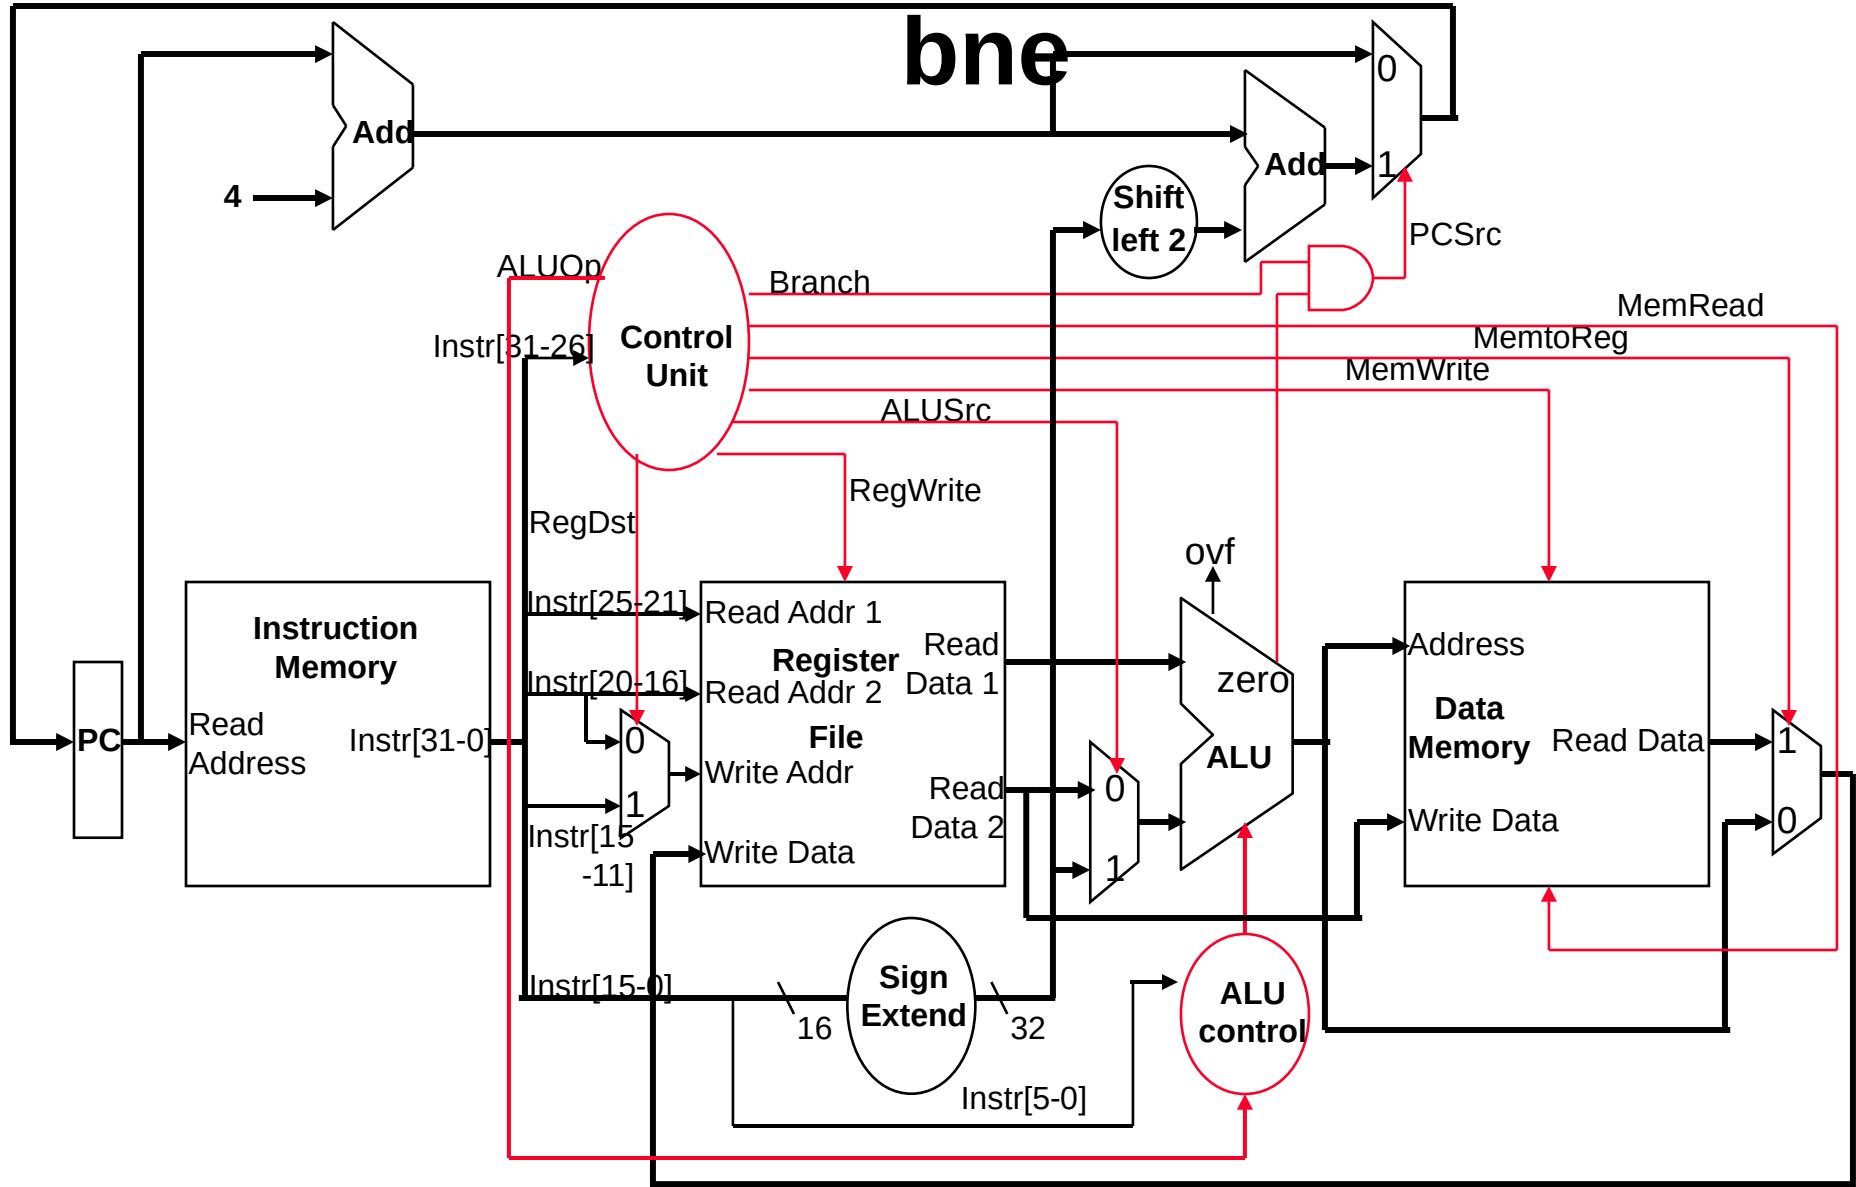 bne
0
Add
1
Add
4
Shift
left 2
PCSrc
ALUOp
Branch
MemRead
Instr[31-26]
Control
Unit
MemtoReg
MemWrite
ALUSrc
RegWrite
RegDst
ovf
Instr[25-21]
Read Addr 1
Instruction
Memory
Register
Read
Data 1
Address
Instr[20-16]
Read Addr 2
zero
Data
Memory
PC
Read
Address
Instr[31-0]
0
File
ALU
Read Data
1
Write Addr
Read
Data 2
0
1
Instr[15
-11]
Write Data
1
Write Data
0
Instr[15-0]
Sign
Extend
16
32
ALU
control
Instr[5-0]